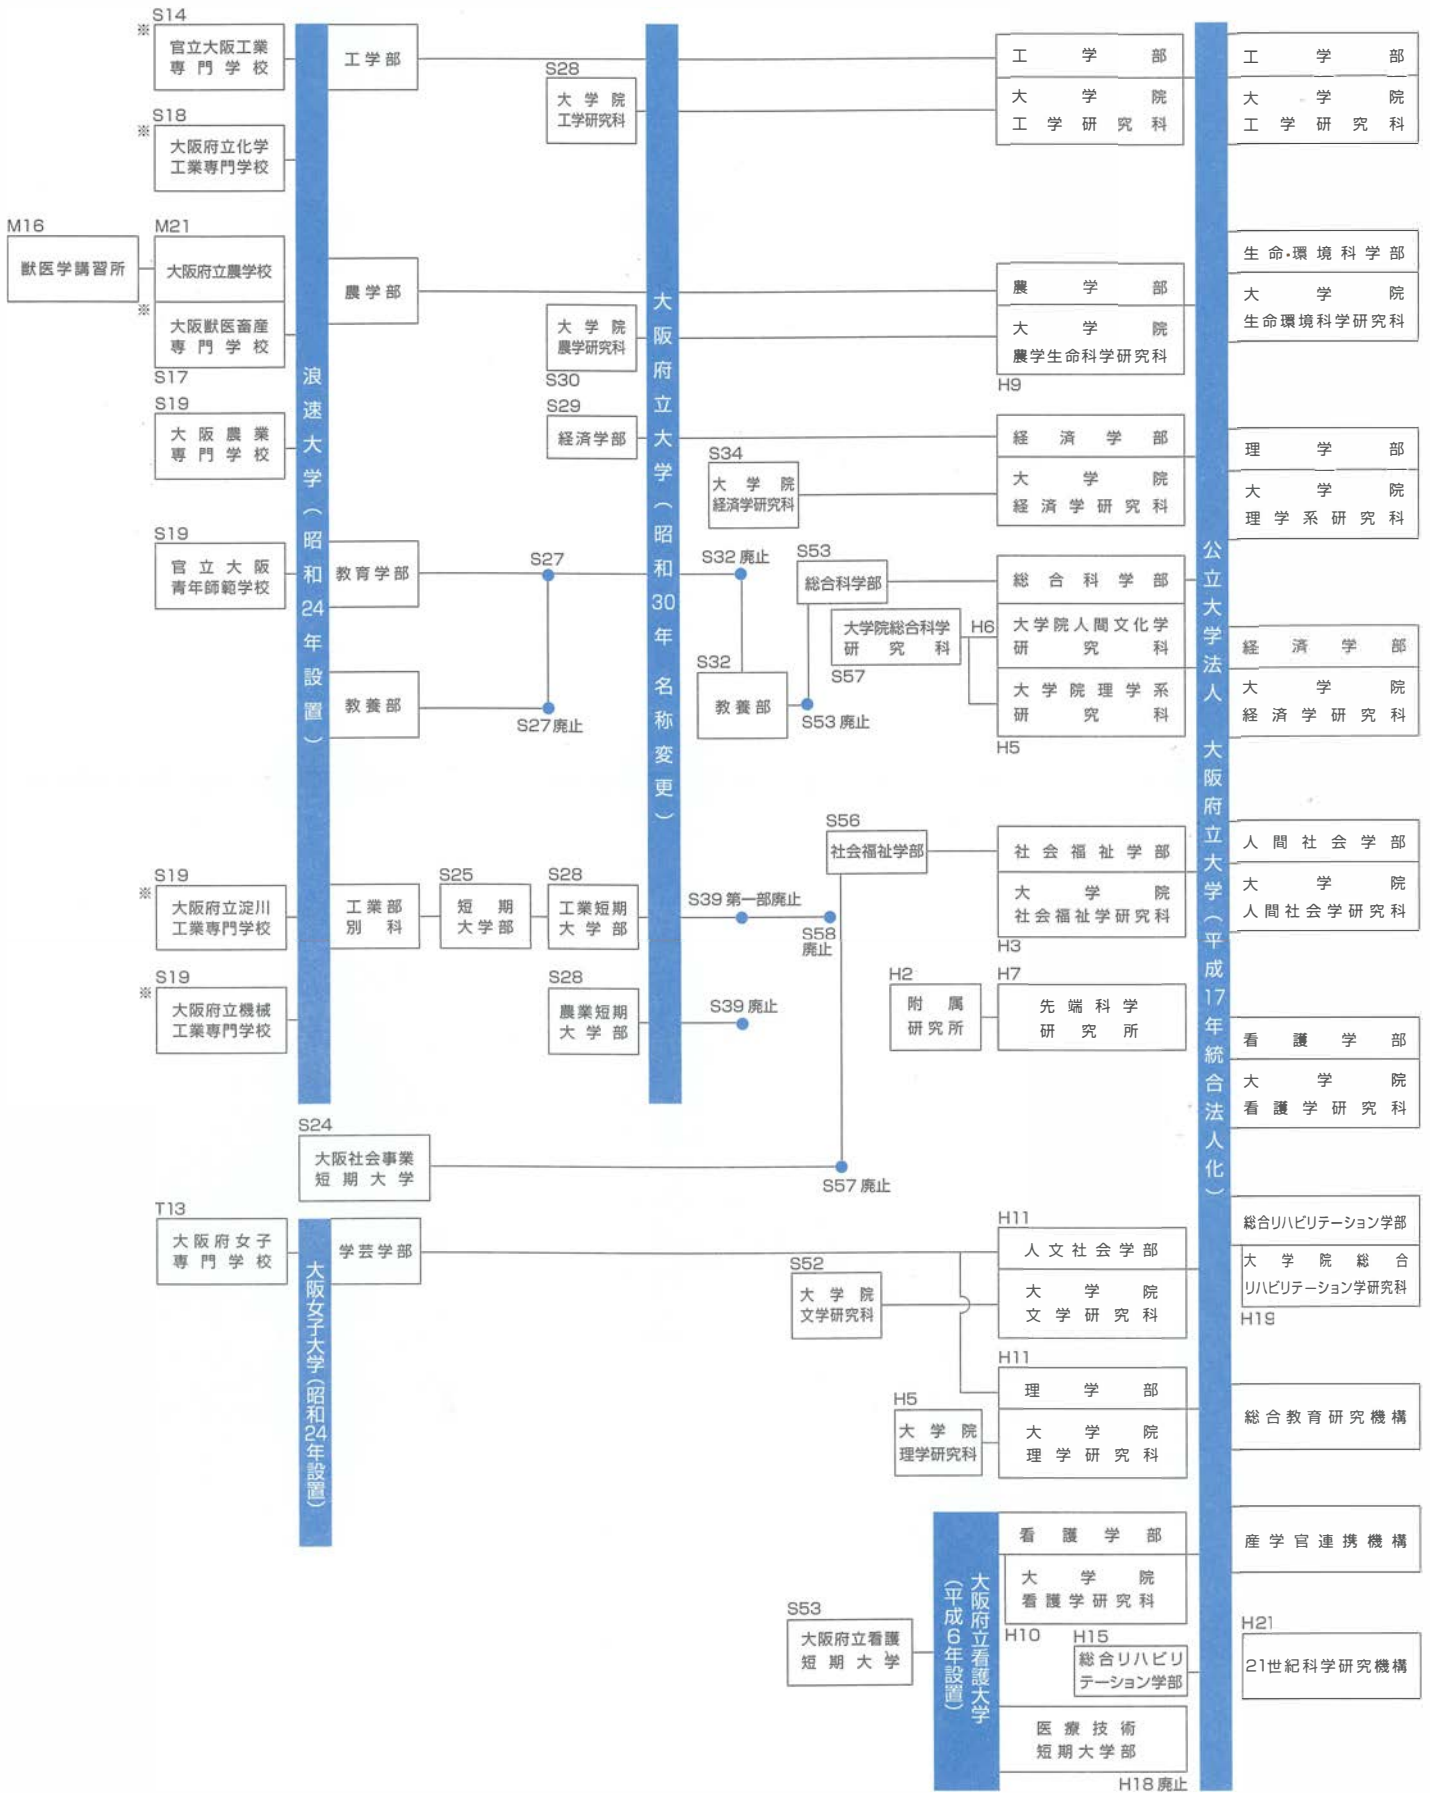 S14
※
官立大阪工業
専門学校
S18
※
大阪府立化学
工業専門学校
M16
獣医学講習所
M21
大阪府立農学校
※
大阪獣医畜産
専門学校
S17
S19
大阪農業
専門学校
S19
官立大阪
青年師範学校
※
S19
大阪府立淀川
工業専門学校
※
S19
大阪府立機械
工業専門学校
T13
大阪府女子
専門学校
浪速大学(昭和24年設置)
工学部
農学部
教育学部
教養部
工業部
別科
S25
短期
大学部
S24
大阪社会事業
短期大学
大阪女子大学(昭和24年設置)
学芸学部
S28
大学院
工学研究科
大学院
農学研究科
S30
S29
経済学部
S27
S27廃止
S28
工業短期
大学部
S28
農業短期
大学部
大阪府立大学(昭和30年 名称変更)
S34
大学院
経済学研究科
S32廃止
S32
教養部
S53廃止
S53
総合科学部
大学院総合科学
研究科
S57
H6
S56
社会福祉学部
S39第一部廃止
S58
廃止
S39廃止
S57廃止
H2
附属
研究所
S52
大学院
文学研究科
H5
大学院
理学研究科
S53
大阪府立看護
短期大学
大阪府立看護大学
(平成6年設置)
工学部
大学院
工学研究科
農学部
大学院
農学生命科学研究科
H9
経済学部
大学院
経済学研究科
総合科学部
大学院人間文化学
研究科
大学院理学系
研究科
H5
社会福祉学部
大学院
社会福祉学研究科
H3
H7
先端科学
研究所
H11
人文社会学部
大学院
文学研究科
H11
理学部
大学院
理学研究科
看護学部
大学院
看護学研究科
H10
H15
総合リハビリ
テーション学部
医療技術
短期大学部
H18廃止
公立大学法人 大阪府立大学(平成17年統合法人化)
工学部
大学院
工学研究科
生命・環境科学部
大学院
生命環境科学研究科
理学部
大学院
理学系研究科
経済学部
大学院
経済学研究科
人間社会学部
大学院
人間社会学研究科
看護学部
大学院
看護学研究科
総合リハビリテーション学部
大学院総合
リハビリテーション学研究科
H19
総合教育研究機構
産学官連携機構
H21
21世紀科学研究機構